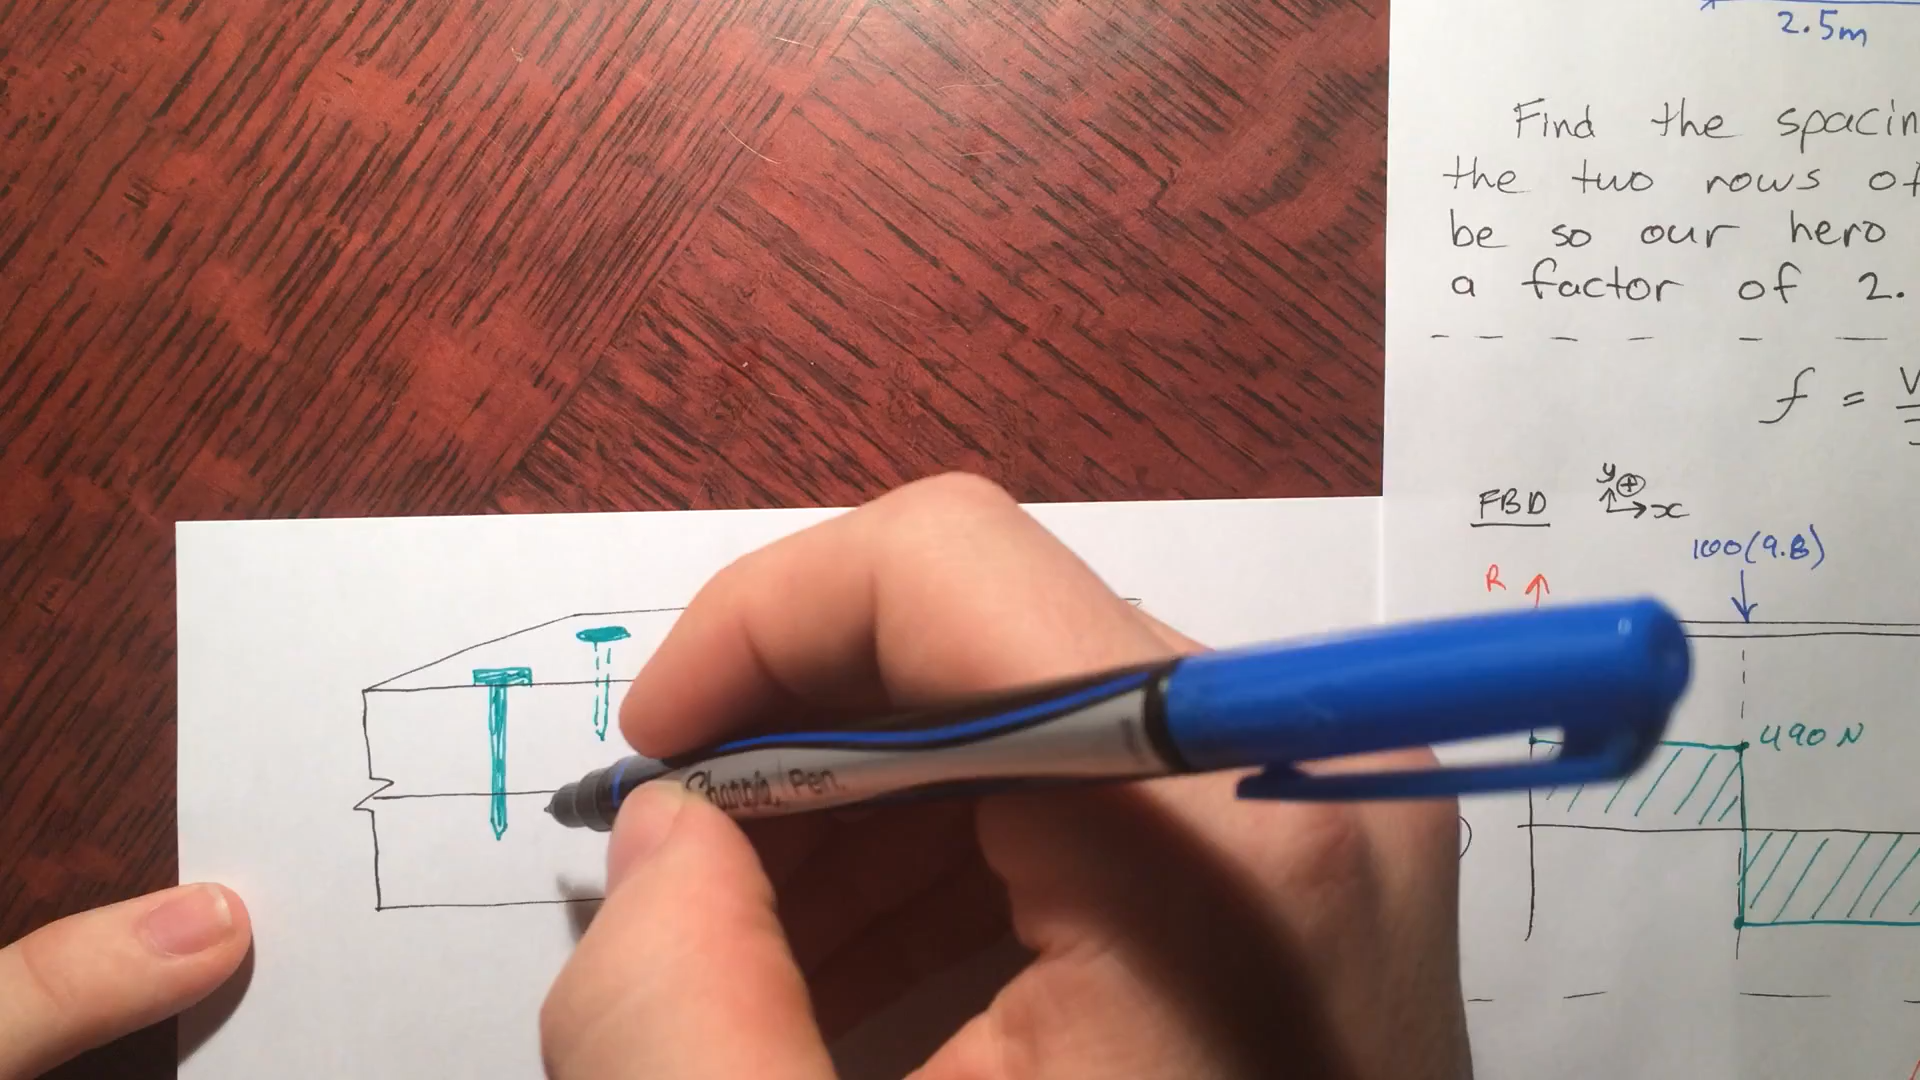 2.5m
Find the spacin
the two rows of
be so our hero
a factor of 2.
f = V
FBD y + x
100(9.8)
R
Sharpie Pen.
490 N